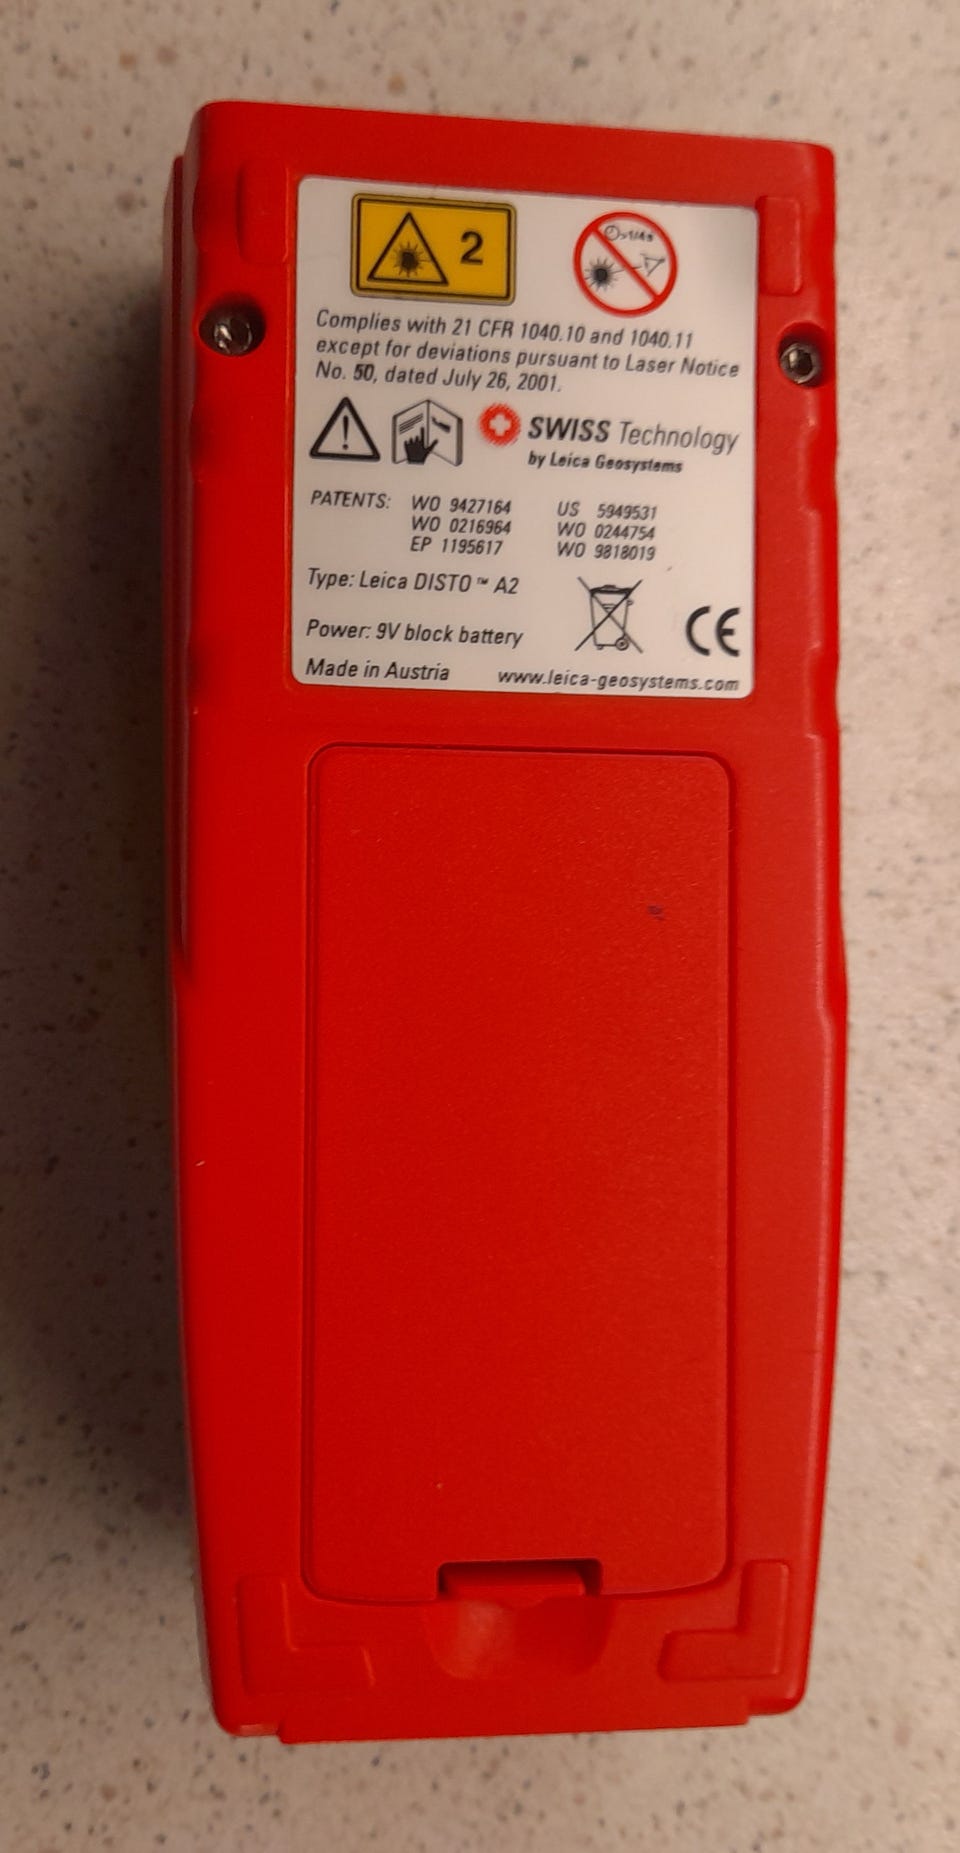 2
⏲>1/4s
Complies with 21 CFR 1040.10 and 1040.11
except for deviations pursuant to Laser Notice
No. 50, dated July 26, 2001.
SWISS Technology
by Leica Geosystems
PATENTS: WO 9427164 US 5949531
WO 0216964 WO 0244754
EP 1195617 WO 9818019
Type: Leica DISTO™ A2
Power: 9V block battery
CE
Made in Austria www.leica-geosystems.com